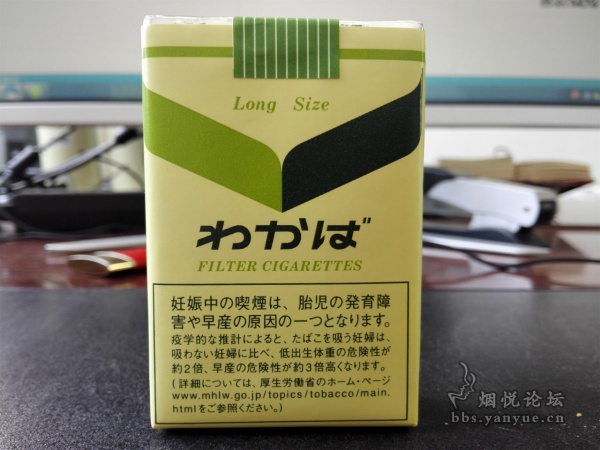 Long Size
わかば
FILTER CIGARETTES
妊娠中の喫煙は、胎児の発育障
害や早産の原因の一つとなります。
疫学的な推計によると、たばこを吸う妊婦は、
吸わない妊婦に比べ、低出生体重の危険性が
約2倍、早産の危険性が約3倍高くなります。
(詳細については、厚生労働省のホーム・ページ
www.mhlw.go.jp/topics/tobacco/main.
htmlをご参照ください。)
烟悦论坛
bbs.yanyue.cn